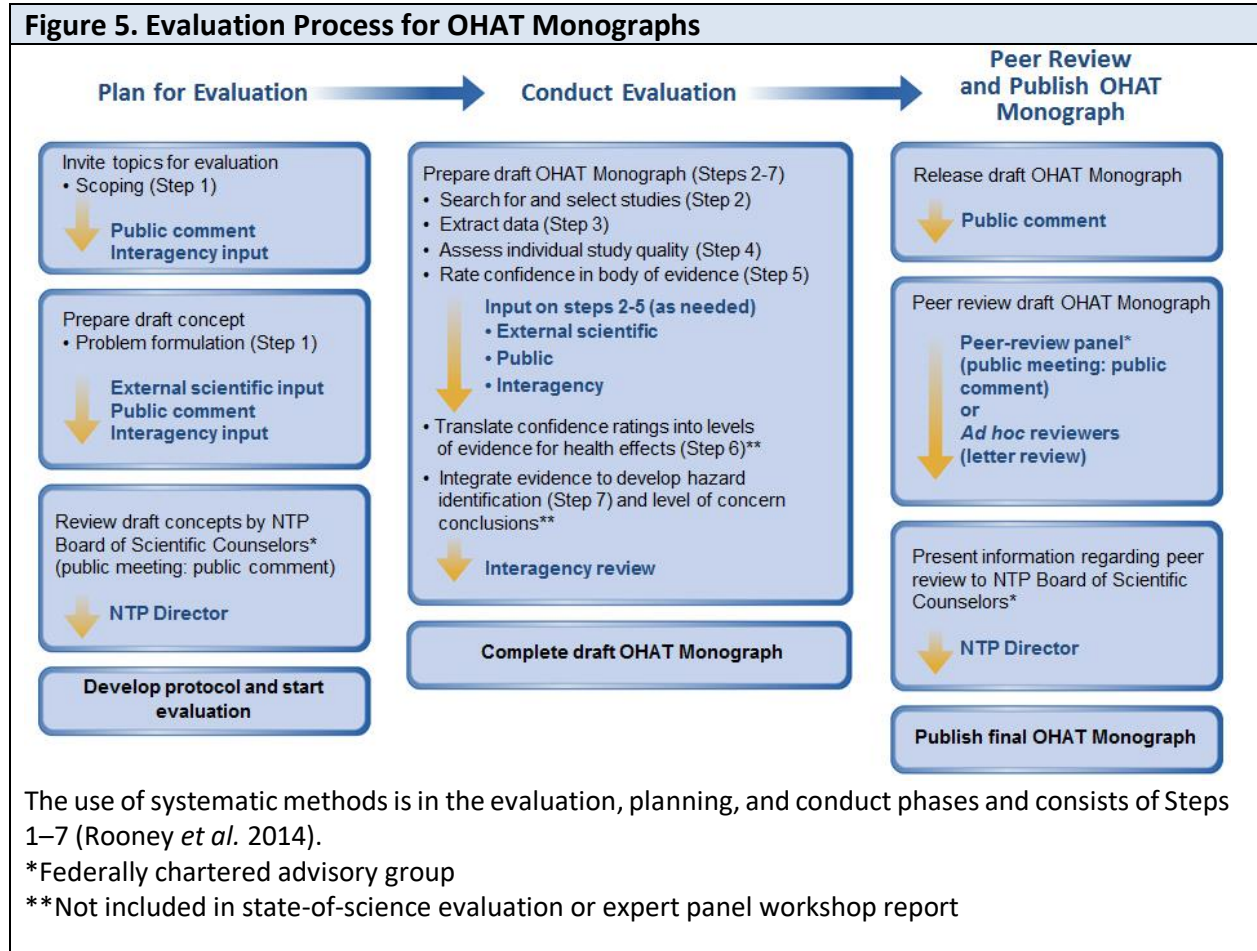 Figure 5. Evaluation Process for OHAT Monographs
Plan for Evaluation
Conduct Evaluation
Peer Review
and Publish OHAT
Monograph
Invite topics for evaluation
• Scoping (Step 1)
Public comment
Interagency input
Prepare draft concept
• Problem formulation (Step 1)
External scientific input
Public comment
Interagency input
Review draft concepts by NTP
Board of Scientific Counselors*
(public meeting: public comment)
NTP Director
Develop protocol and start
evaluation
Prepare draft OHAT Monograph (Steps 2-7)
• Search for and select studies (Step 2)
• Extract data (Step 3)
• Assess individual study quality (Step 4)
• Rate confidence in body of evidence (Step 5)
Input on steps 2-5 (as needed)
• External scientific
• Public
• Interagency
• Translate confidence ratings into levels
of evidence for health effects (Step 6)**
• Integrate evidence to develop hazard
identification (Step 7) and level of concern
conclusions**
Interagency review
Complete draft OHAT Monograph
Release draft OHAT Monograph
Public comment
Peer review draft OHAT Monograph
Peer-review panel*
(public meeting: public
comment)
or
Ad hoc reviewers
(letter review)
Present information regarding peer
review to NTP Board of Scientific
Counselors*
NTP Director
Publish final OHAT Monograph
The use of systematic methods is in the evaluation, planning, and conduct phases and consists of Steps
1–7 (Rooney et al. 2014).
*Federally chartered advisory group
**Not included in state-of-science evaluation or expert panel workshop report